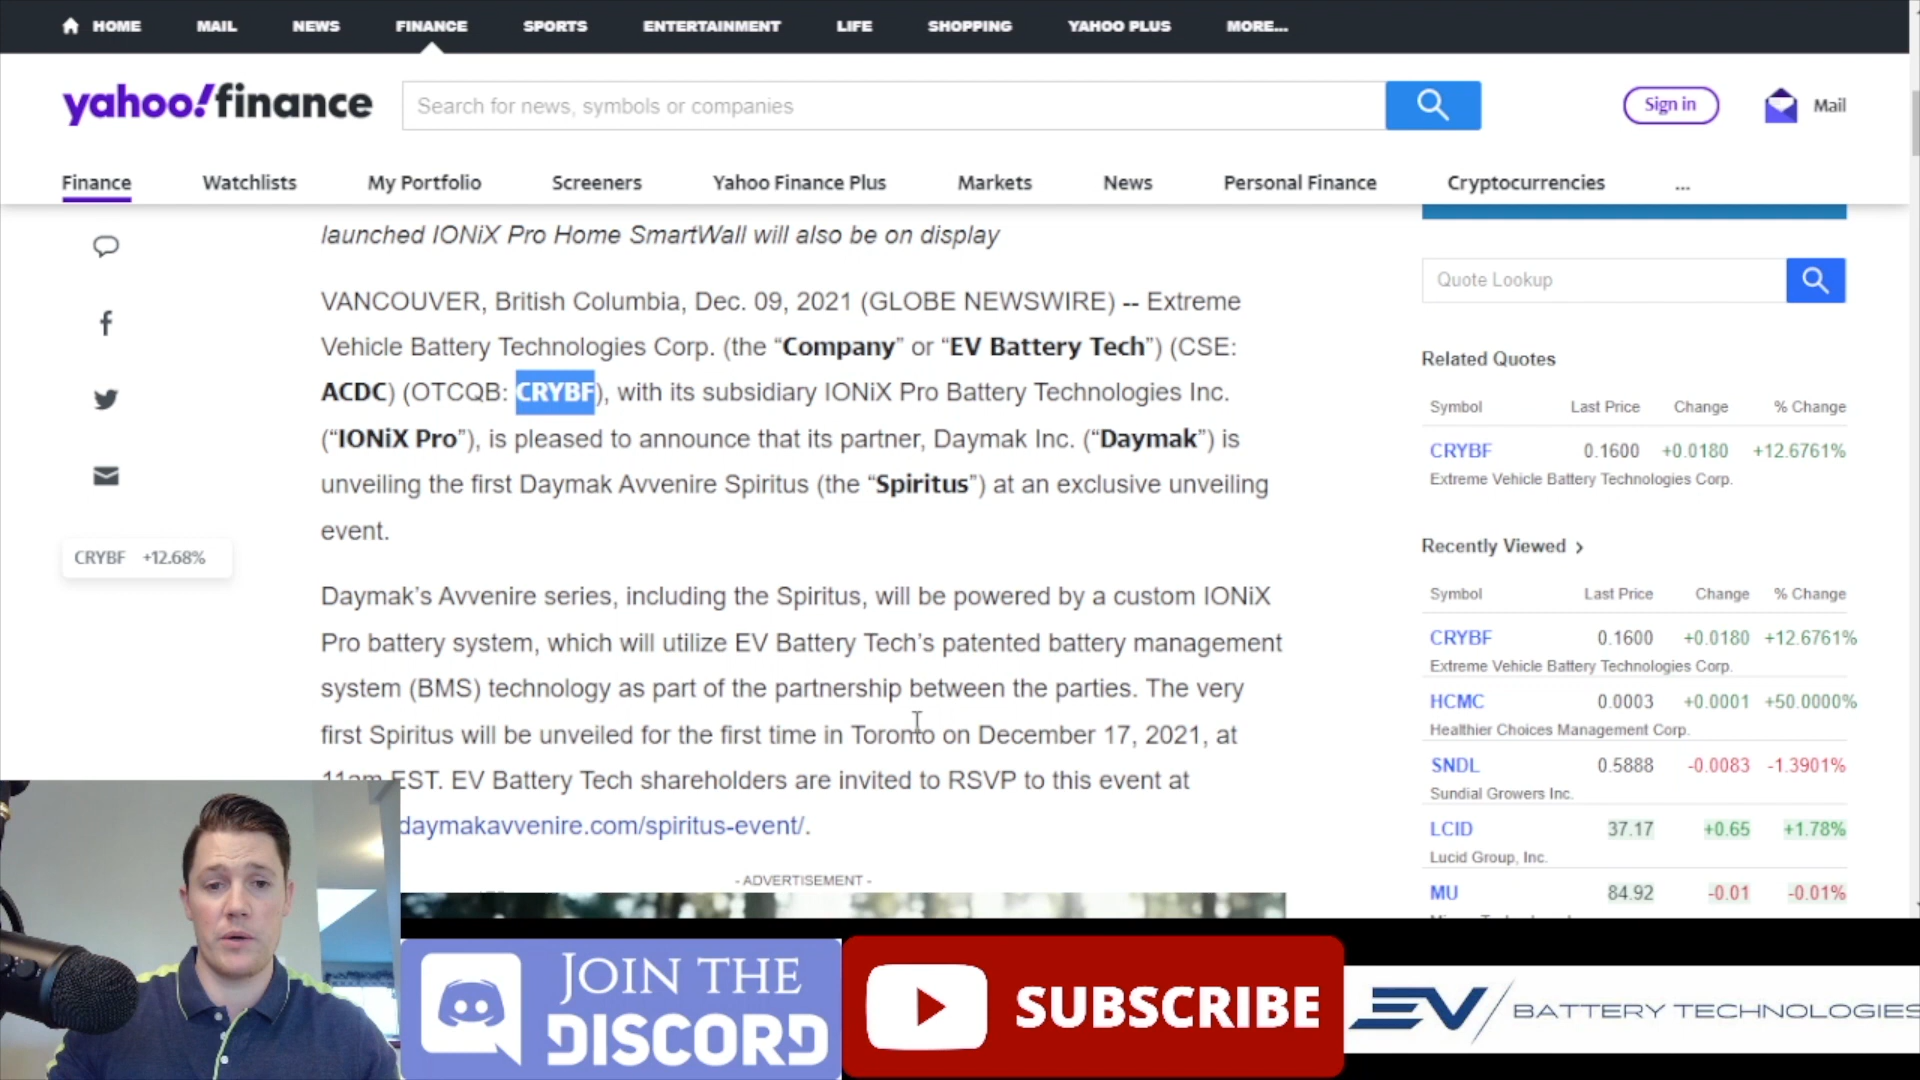 HOME MAIL NEWS FINANCE SPORTS ENTERTAINMENT LIFE SHOPPING YAHOO PLUS MORE...
yahoo!finance
Search for news, symbols or companies
Sign in
Mail
Finance Watchlists My Portfolio Screeners Yahoo Finance Plus Markets News Personal Finance Cryptocurrencies ...
launched IONiX Pro Home SmartWall will also be on display
VANCOUVER, British Columbia, Dec. 09, 2021 (GLOBE NEWSWIRE) -- Extreme
Vehicle Battery Technologies Corp. (the “Company” or “EV Battery Tech”) (CSE:
ACDC) (OTCQB: CRYBF), with its subsidiary IONiX Pro Battery Technologies Inc.
(“IONiX Pro”), is pleased to announce that its partner, Daymak Inc. (“Daymak”) is
unveiling the first Daymak Avvenire Spiritus (the “Spiritus”) at an exclusive unveiling
event.
CRYBF +12.68%
Daymak’s Avvenire series, including the Spiritus, will be powered by a custom IONiX
Pro battery system, which will utilize EV Battery Tech’s patented battery management
system (BMS) technology as part of the partnership between the parties. The very
first Spiritus will be unveiled for the first time in Toronto on December 17, 2021, at
11am EST. EV Battery Tech shareholders are invited to RSVP to this event at
daymakavvenire.com/spiritus-event/.
- ADVERTISEMENT -
Quote Lookup
Related Quotes
Symbol Last Price Change % Change
CRYBF 0.1600 +0.0180 +12.6761%
Extreme Vehicle Battery Technologies Corp.
Recently Viewed >
Symbol Last Price Change % Change
CRYBF 0.1600 +0.0180 +12.6761%
Extreme Vehicle Battery Technologies Corp.
HCMC 0.0003 +0.0001 +50.0000%
Healthier Choices Management Corp.
SNDL 0.5888 -0.0083 -1.3901%
Sundial Growers Inc.
LCID 37.17 +0.65 +1.78%
Lucid Group, Inc.
MU 84.92 -0.01 -0.01%
JOIN THE
DISCORD
SUBSCRIBE
EV BATTERY TECHNOLOGIES